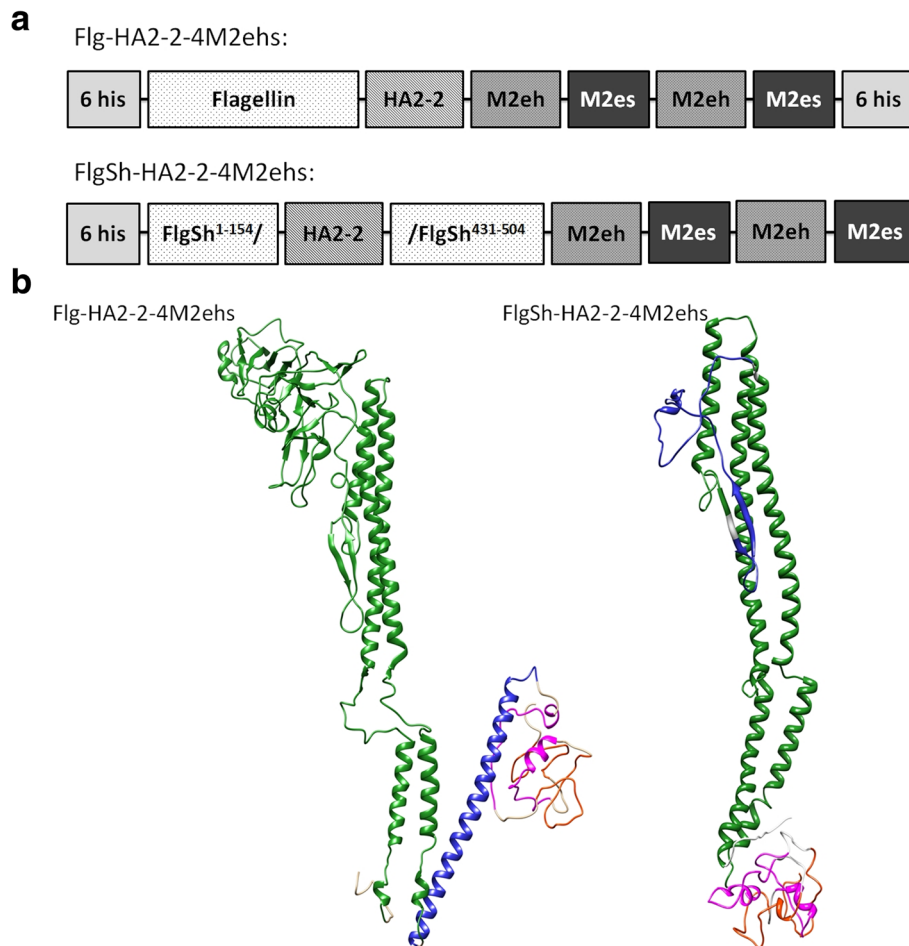 a
Flg-HA2-2-4M2ehs:
6 his Flagellin HA2-2 M2eh M2es M2eh M2es 6 his
FlgSh-HA2-2-4M2ehs:
6 his FlgSh1-154/ HA2-2 /FlgSh431-504 M2eh M2es M2eh M2es
b
Flg-HA2-2-4M2ehs FlgSh-HA2-2-4M2ehs